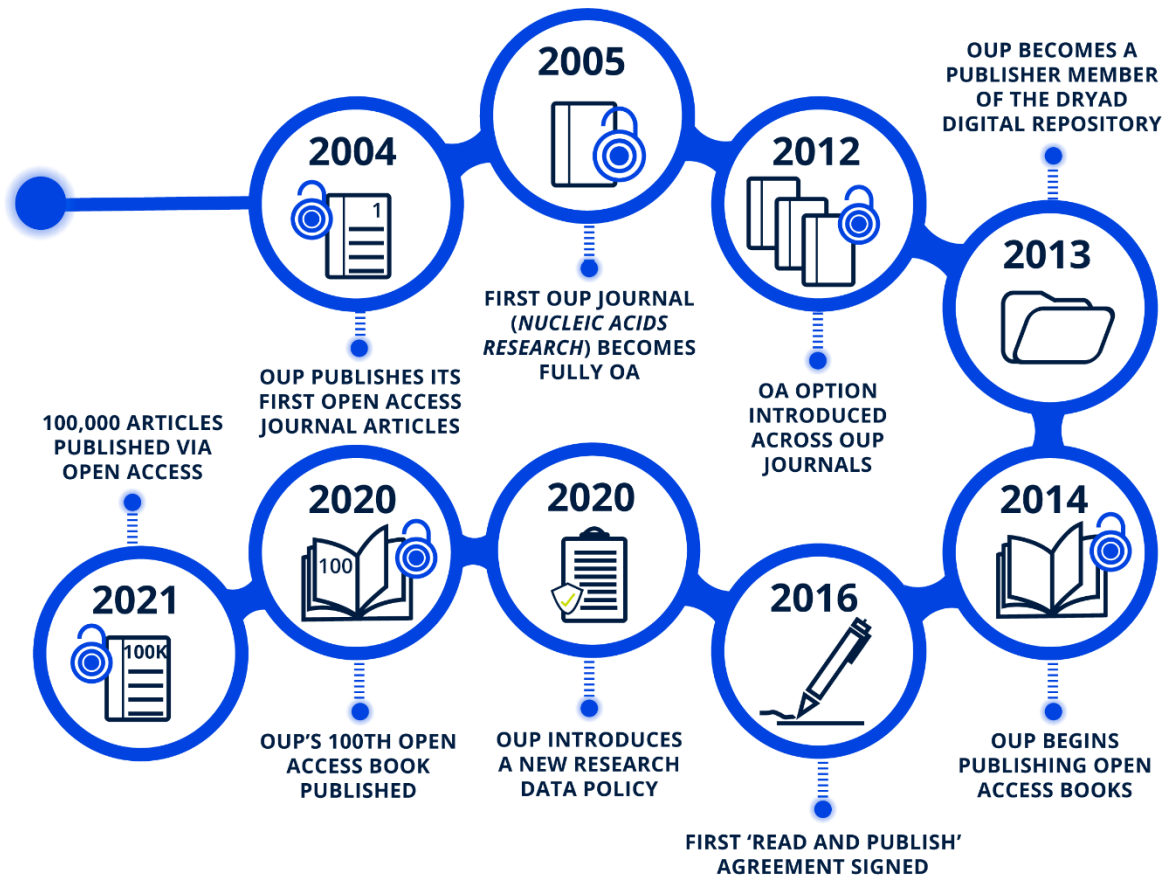 2004
1
OUP PUBLISHES ITS
FIRST OPEN ACCESS
JOURNAL ARTICLES
2005
FIRST OUP JOURNAL
(NUCLEIC ACIDS
RESEARCH) BECOMES
FULLY OA
2012
OA OPTION
INTRODUCED
ACROSS OUP
JOURNALS
OUP BECOMES A
PUBLISHER MEMBER
OF THE DRYAD
DIGITAL REPOSITORY
2013
2014
OUP BEGINS
PUBLISHING OPEN
ACCESS BOOKS
2016
FIRST ‘READ AND PUBLISH’
AGREEMENT SIGNED
2020
OUP INTRODUCES
A NEW RESEARCH
DATA POLICY
2020
100
OUP’S 100TH OPEN
ACCESS BOOK
PUBLISHED
100,000 ARTICLES
PUBLISHED VIA
OPEN ACCESS
2021
100K